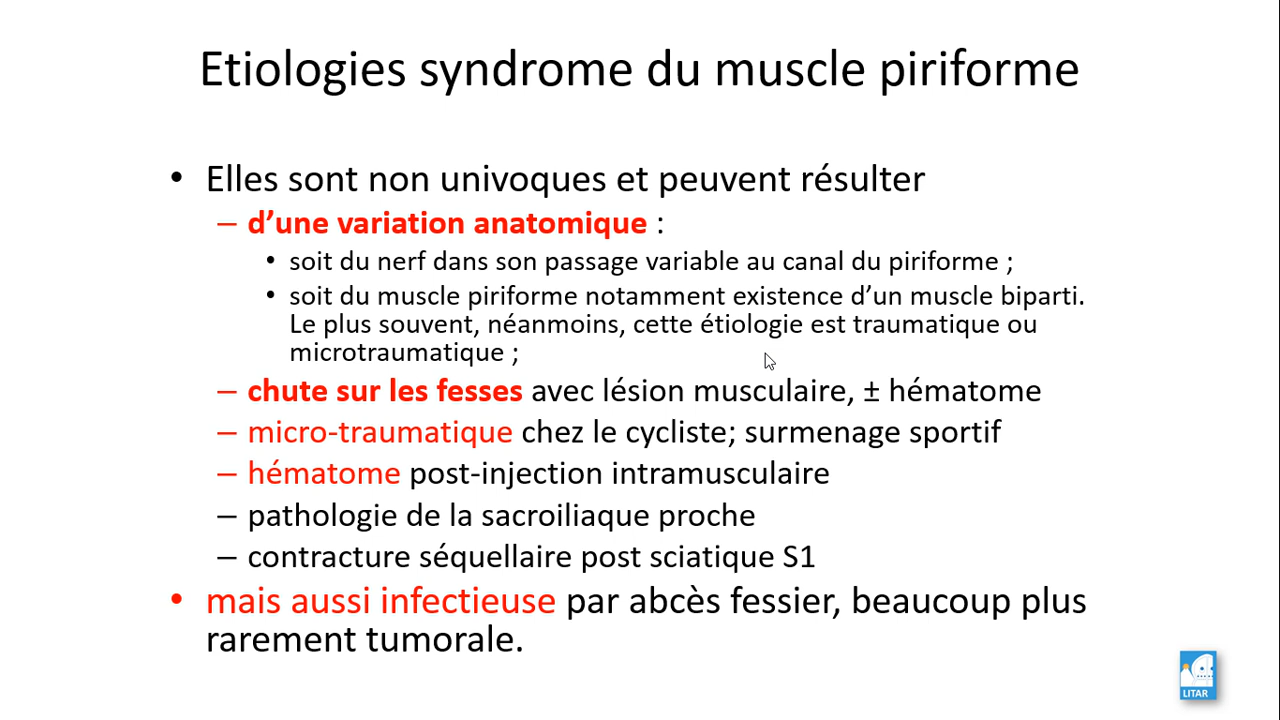 Etiologies syndrome du muscle piriforme
• Elles sont non univoques et peuvent résulter
– d’une variation anatomique :
• soit du nerf dans son passage variable au canal du piriforme ;
• soit du muscle piriforme notamment existence d’un muscle biparti.
Le plus souvent, néanmoins, cette étiologie est traumatique ou
microtraumatique ;
– chute sur les fesses avec lésion musculaire, ± hématome
– micro-traumatique chez le cycliste; surmenage sportif
– hématome post-injection intramusculaire
– pathologie de la sacroiliaque proche
– contracture séquellaire post sciatique S1
• mais aussi infectieuse par abcès fessier, beaucoup plus
rarement tumorale.
LITAR